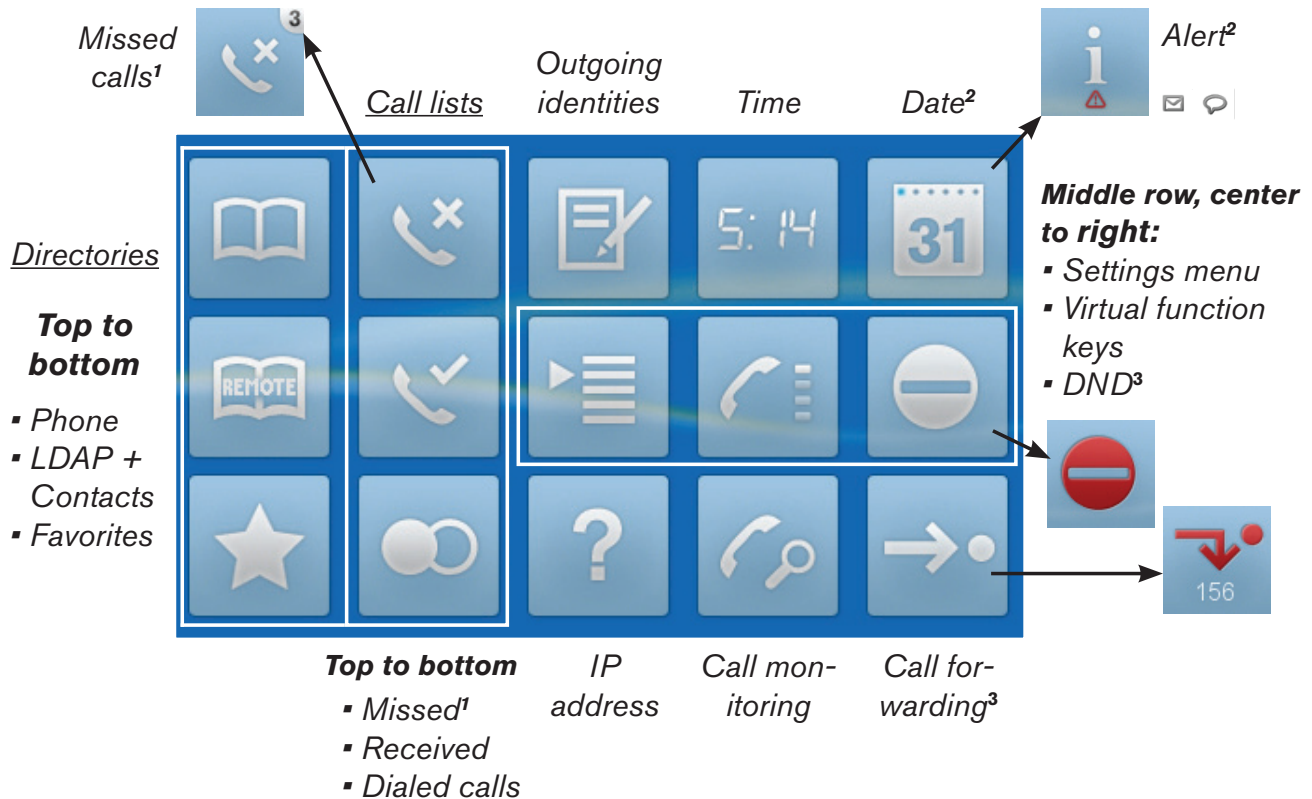 Missed
calls¹
3
Call lists
Outgoing
identities
Time
Date²
Alert²
5:14
31
REMOTE
Directories
Top to
bottom
▪ Phone
▪ LDAP +
Contacts
▪ Favorites
Middle row, center
to right:
▪ Settings menu
▪ Virtual function
keys
▪ DND³
?
156
Top to bottom
▪ Missed¹
▪ Received
▪ Dialed calls
IP
address
Call mon-
itoring
Call for-
warding³